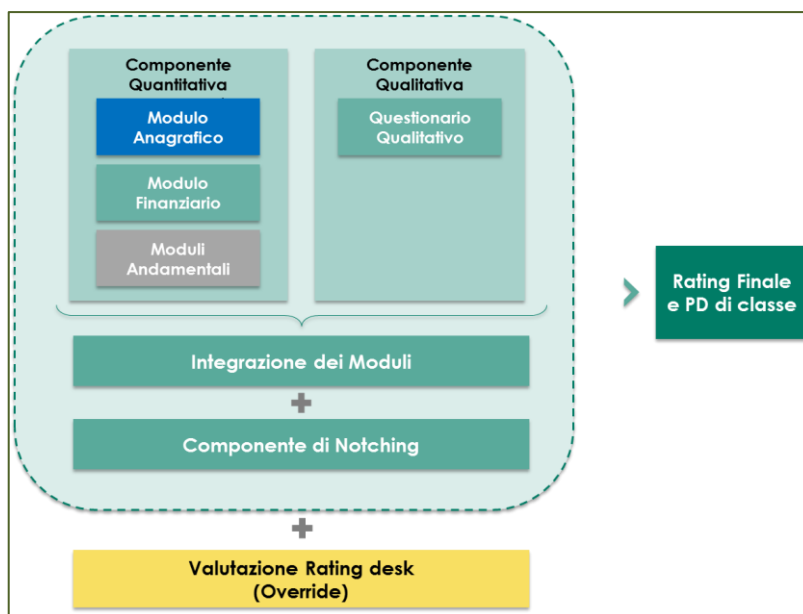 Componente
Quantitativa
Modulo
Anagrafico
Modulo
Finanziario
Moduli
Andamentali
Componente
Qualitativa
Questionario
Qualitativo
Integrazione dei Moduli
+
Componente di Notching
+
Valutazione Rating desk
(Override)
Rating Finale
e PD di classe